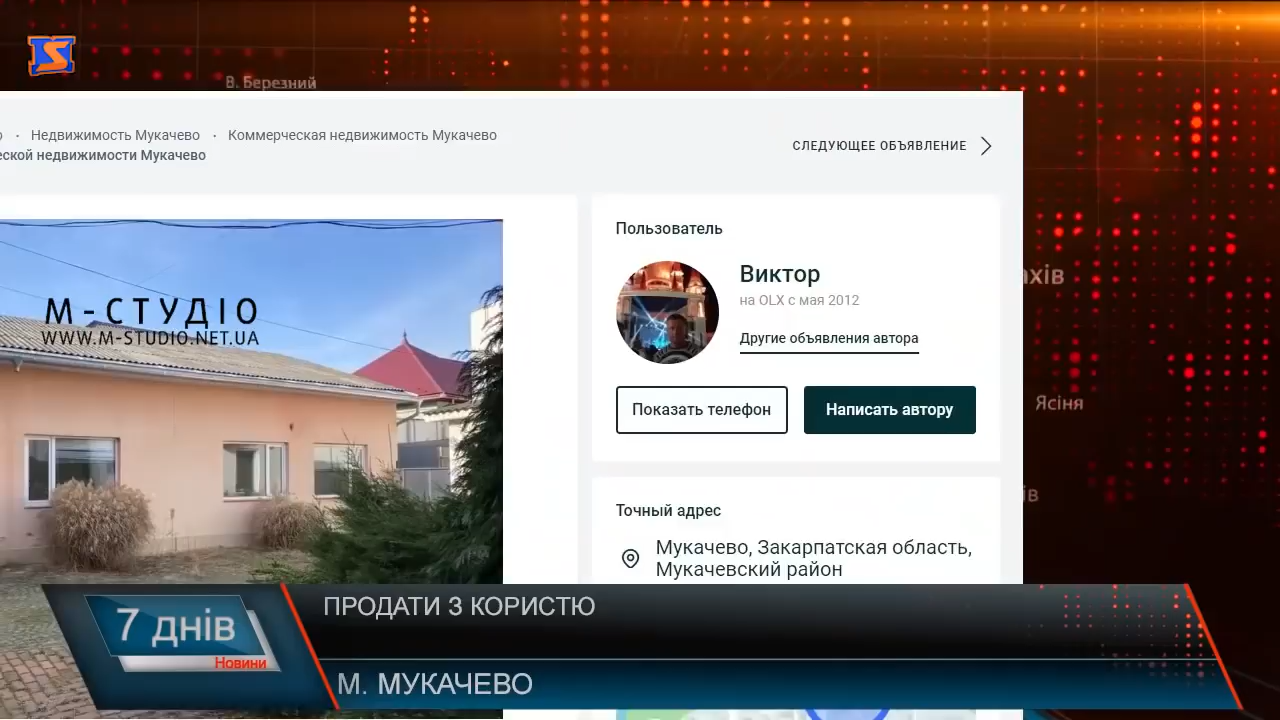 В. Березний
Недвижимость Мукачево · Коммерческая недвижимость Мукачево
еской недвижимости Мукачево
СЛЕДУЮЩЕЕ ОБЪЯВЛЕНИЕ
М-СТУДІО
WWW.M-STUDIO.NET.UA
Пользователь
Виктор
на OLX с мая 2012
Другие объявления автора
Показать телефон
Написать автору
Точный адрес
Мукачево, Закарпатская область,
Мукачевский район
ахів
Ясіня
ів
7 днів
Новини
ПРОДАТИ З КОРИСТЮ
М. МУКАЧЕВО